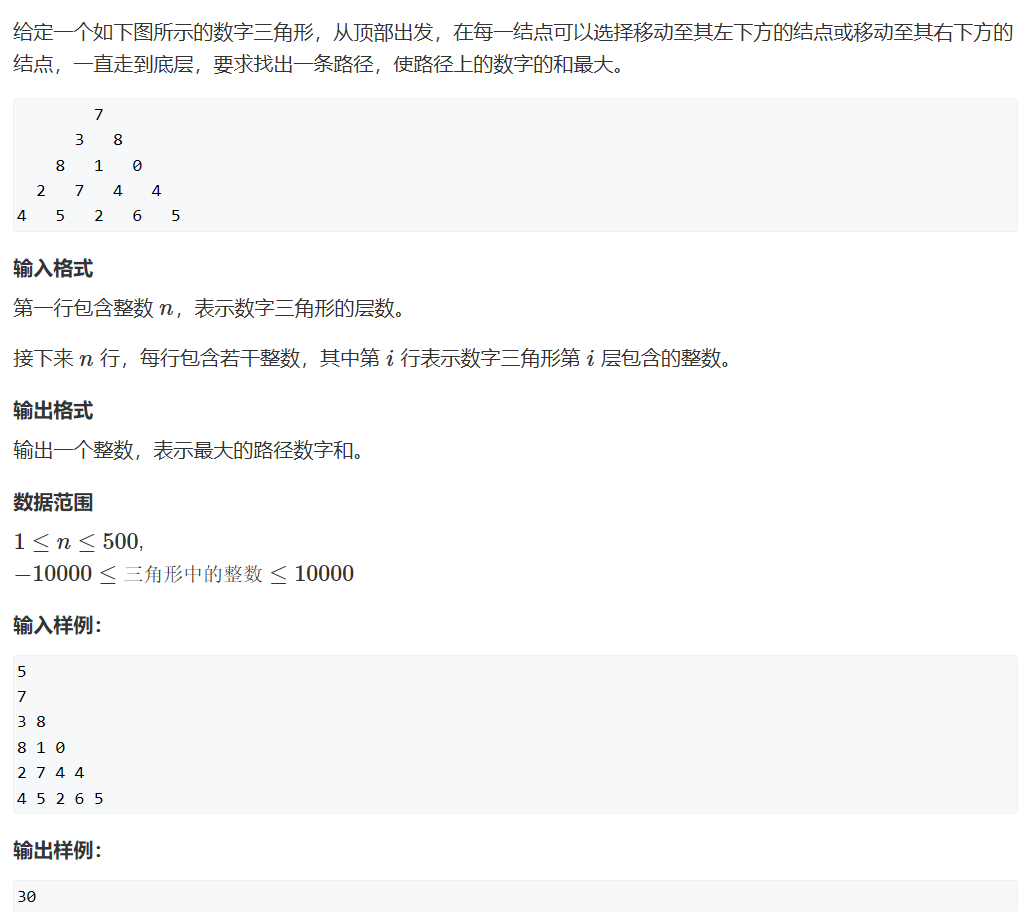 给定一个如下图所示的数字三角形，从顶部出发，在每一结点可以选择移动至其左下方的结点或移动至其右下方的
结点，一直走到底层，要求找出一条路径，使路径上的数字的和最大。
7
3 8
8 1 0
2 7 4 4
4 5 2 6 5
输入格式
第一行包含整数 n，表示数字三角形的层数。
接下来 n 行，每行包含若干整数，其中第 i 行表示数字三角形第 i 层包含的整数。
输出格式
输出一个整数，表示最大的路径数字和。
数据范围
1 ≤ n ≤ 500,
−10000 ≤ 三角形中的整数 ≤ 10000
输入样例：
5
7
3 8
8 1 0
2 7 4 4
4 5 2 6 5
输出样例：
30